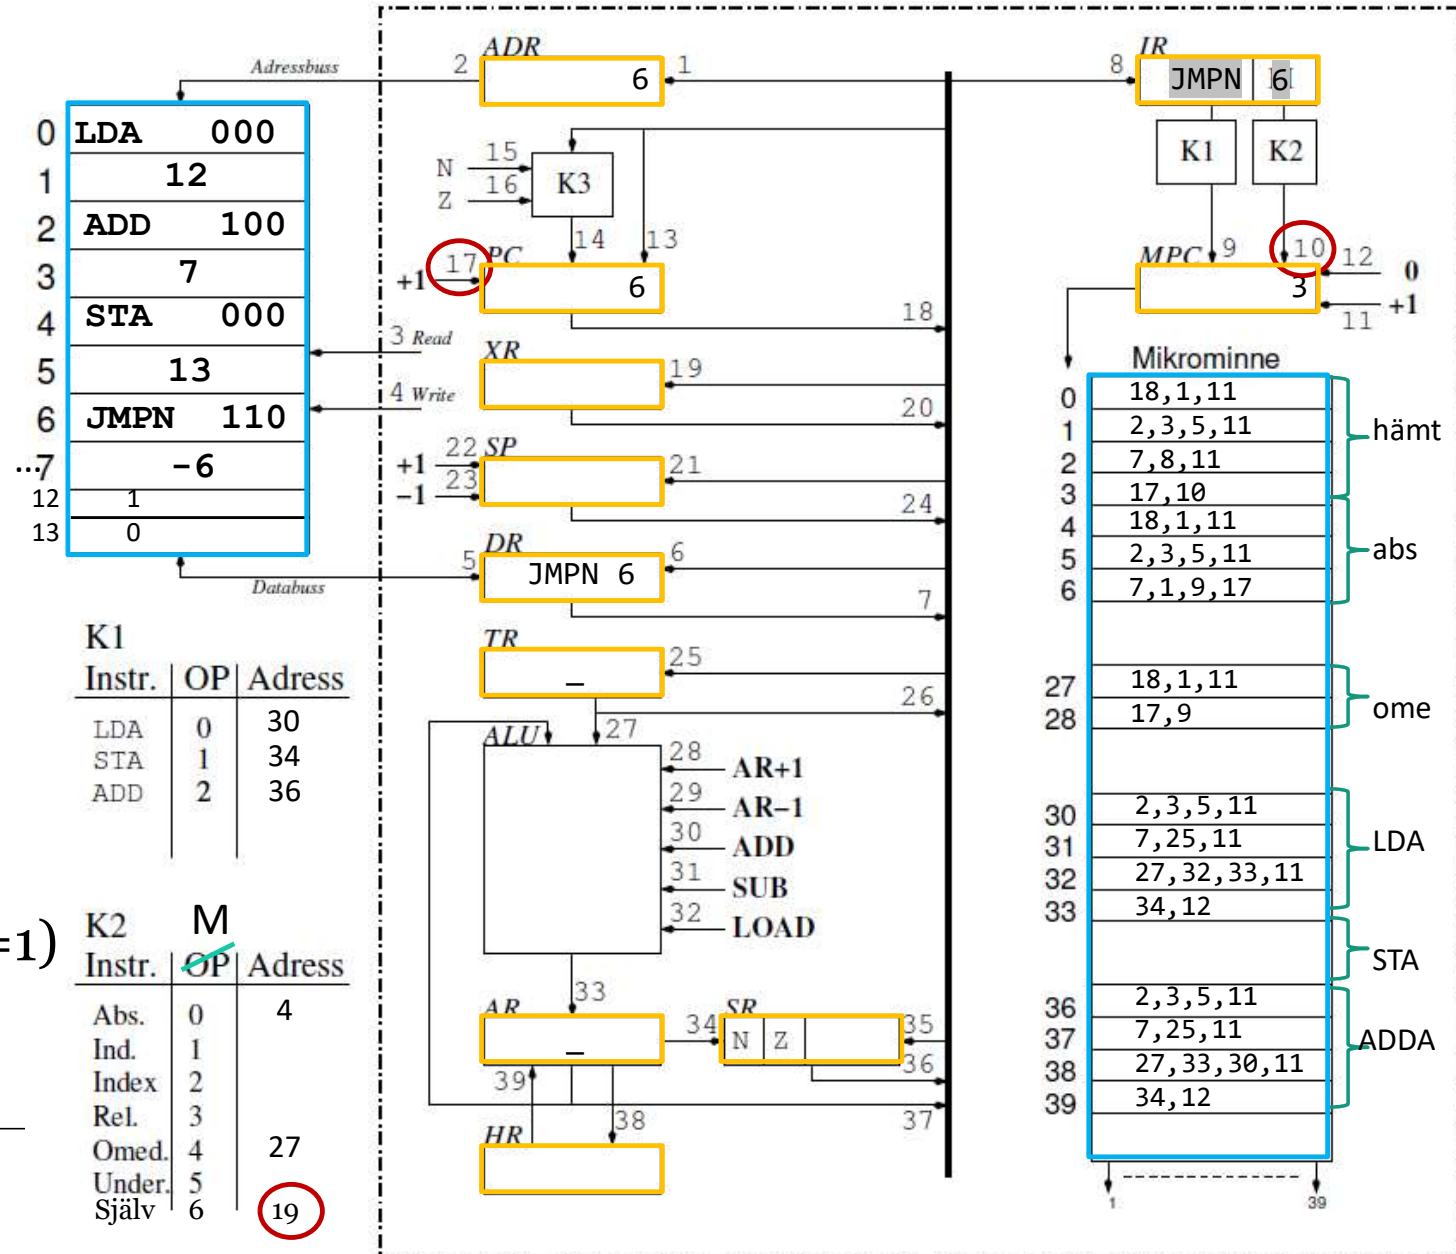 Adressbuss
0 LDA 000
1 12
2 ADD 100
3 7
4 STA 000
5 13
6 JMPN 110
...7 -6
12 1
13 0
Databuss
K1
Instr. OP Adress
LDA 0 30
STA 1 34
ADD 2 36
=1)
K2 M
Instr. OP Adress
Abs. 0 4
Ind. 1
Index 2
Rel. 3
Omed. 4 27
Under. 5
Själv 6 19
2 ADR 1
6
N 15
Z 16
K3
14 13
17 PC
+1 6
18
3 Read
4 Write
XR 19
20
+1 22 SP 21
-1 23
24
5 DR 6
JMPN 6
7
TR 25
_
26
27
ALU
28 AR+1
29 AR−1
30 ADD
31 SUB
32 LOAD
33
AR 34 SR 35
_ N Z
36
39 38 37
HR
8 IR
JMPN 6
K1 K2
9 10 12 0
MPC 3 +1
11
Mikrominne
0 18,1,11
1 2,3,5,11 hämt
2 7,8,11
3 17,10
4 18,1,11
5 2,3,5,11 abs
6 7,1,9,17
27 18,1,11
28 17,9 ome
30 2,3,5,11
31 7,25,11 LDA
32 27,32,33,11
33 34,12
STA
36 2,3,5,11
37 7,25,11 ADDA
38 27,33,30,11
39 34,12
1 39